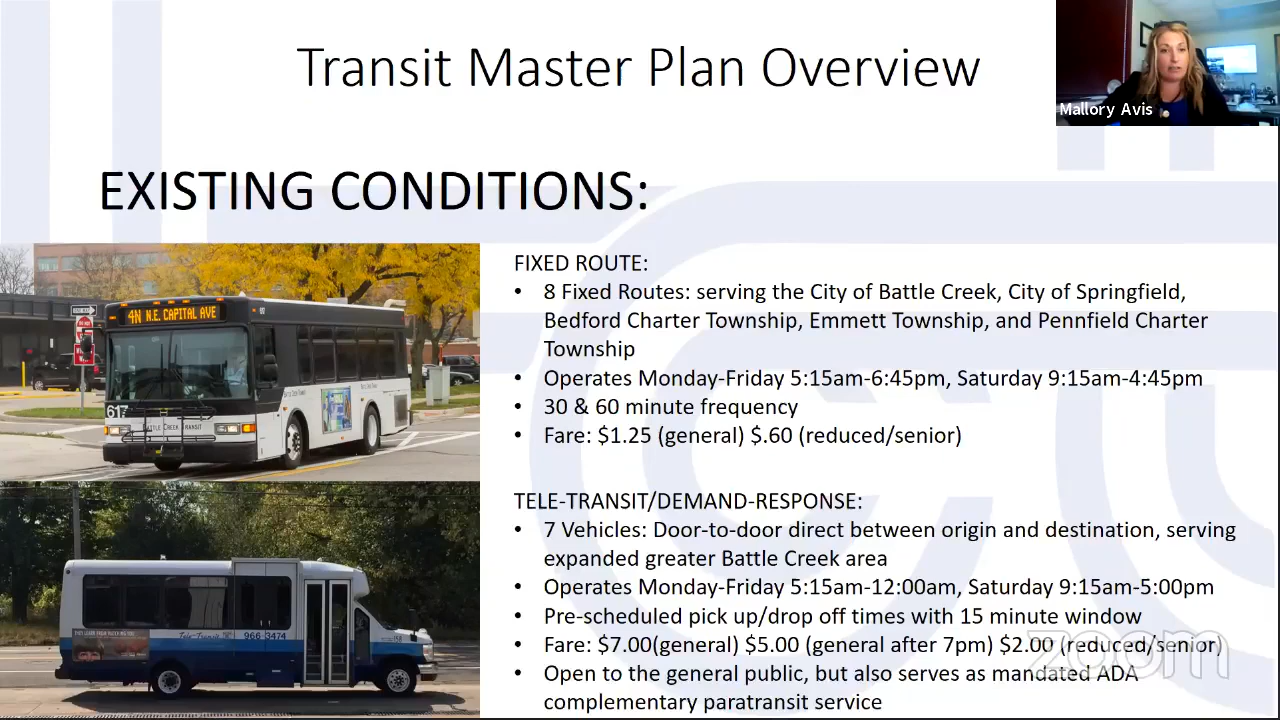 Transit Master Plan Overview
Mallory Avis
EXISTING CONDITIONS:
4N N.E. CAPITAL AVE
61
BATTLE CREEK TRANSIT
Tele-Transit
966 3474
FIXED ROUTE:
• 8 Fixed Routes: serving the City of Battle Creek, City of Springfield,
Bedford Charter Township, Emmett Township, and Pennfield Charter
Township
• Operates Monday-Friday 5:15am-6:45pm, Saturday 9:15am-4:45pm
• 30 & 60 minute frequency
• Fare: $1.25 (general) $.60 (reduced/senior)
TELE-TRANSIT/DEMAND-RESPONSE:
• 7 Vehicles: Door-to-door direct between origin and destination, serving
expanded greater Battle Creek area
• Operates Monday-Friday 5:15am-12:00am, Saturday 9:15am-5:00pm
• Pre-scheduled pick up/drop off times with 15 minute window
• Fare: $7.00(general) $5.00 (general after 7pm) $2.00 (reduced/senior)
• Open to the general public, but also serves as mandated ADA
complementary paratransit service
zoom